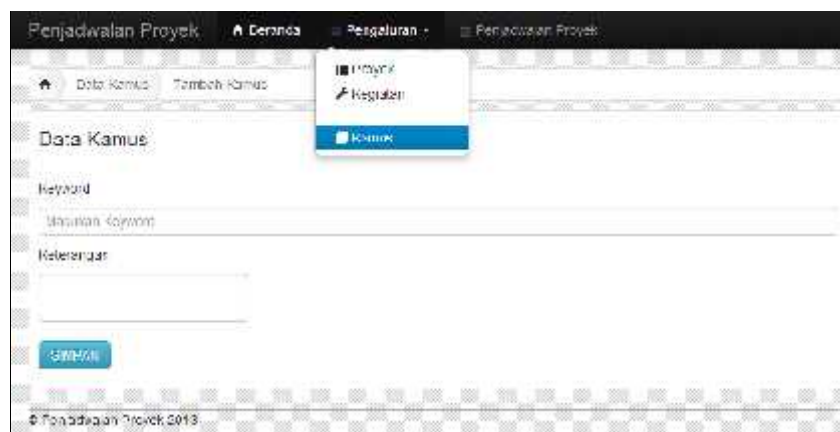 Penjadwalan Proyek Beranda Pengaturan Penjadwalan Proyek
Proyek
Kegiatan
Kamus
Data Kamus Tambah Kamus
Data Kamus
Keyword
Masukan Keyword
Keterangan
SIMPAN
© Penjadwalan Proyek 2013